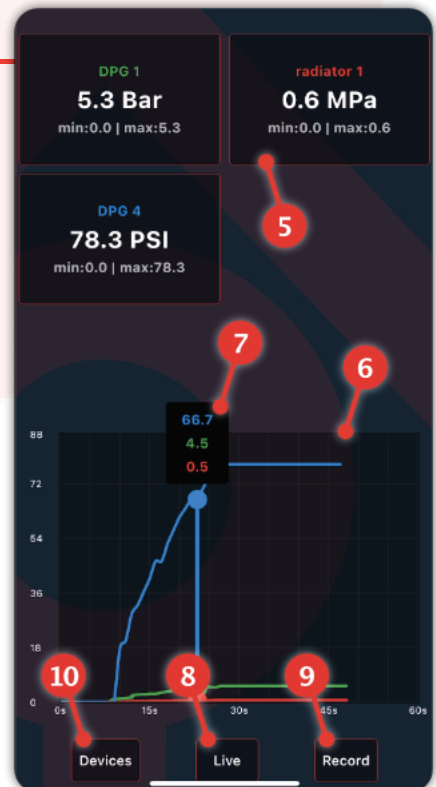 DPG 1
5.3 Bar
min:0.0 | max:5.3
radiator 1
0.6 MPa
min:0.0 | max:0.6
5
DPG 4
78.3 PSI
min:0.0 | max:78.3
7
6
66.7
4.5
0.5
88
72
54
36
18
0
0s
15s
30s
45s
60s
10
8
9
Devices
Live
Record